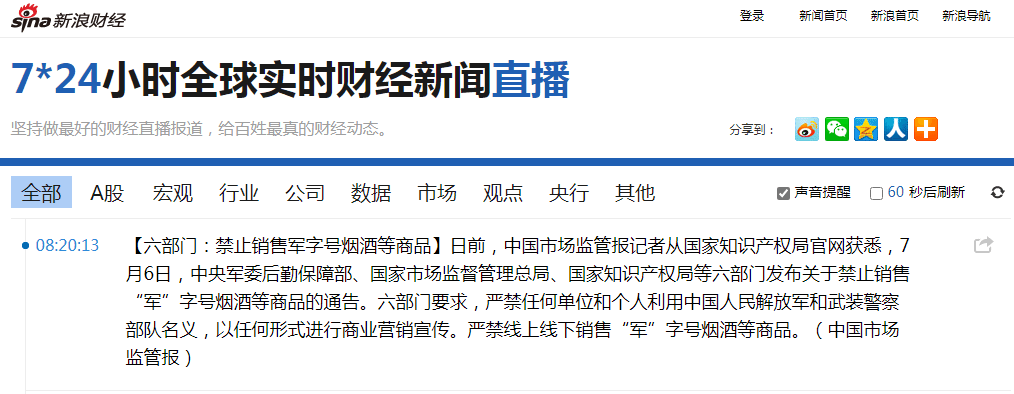 sina新浪财经
登录 新闻首页 新浪首页 新浪导航
7*24小时全球实时财经新闻直播
坚持做最好的财经直播报道，给百姓最真的财经动态。
分享到：
全部 A股 宏观 行业 公司 数据 市场 观点 央行 其他
声音提醒 60 秒后刷新
08:20:13
【六部门：禁止销售军字号烟酒等商品】日前，中国市场监管报记者从国家知识产权局官网获悉，7
月6日，中央军委后勤保障部、国家市场监督管理总局、国家知识产权局等六部门发布关于禁止销售
“军”字号烟酒等商品的通告。六部门要求，严禁任何单位和个人利用中国人民解放军和武装警察
部队名义，以任何形式进行商业营销宣传。严禁线上线下销售“军”字号烟酒等商品。（中国市场
监管报）